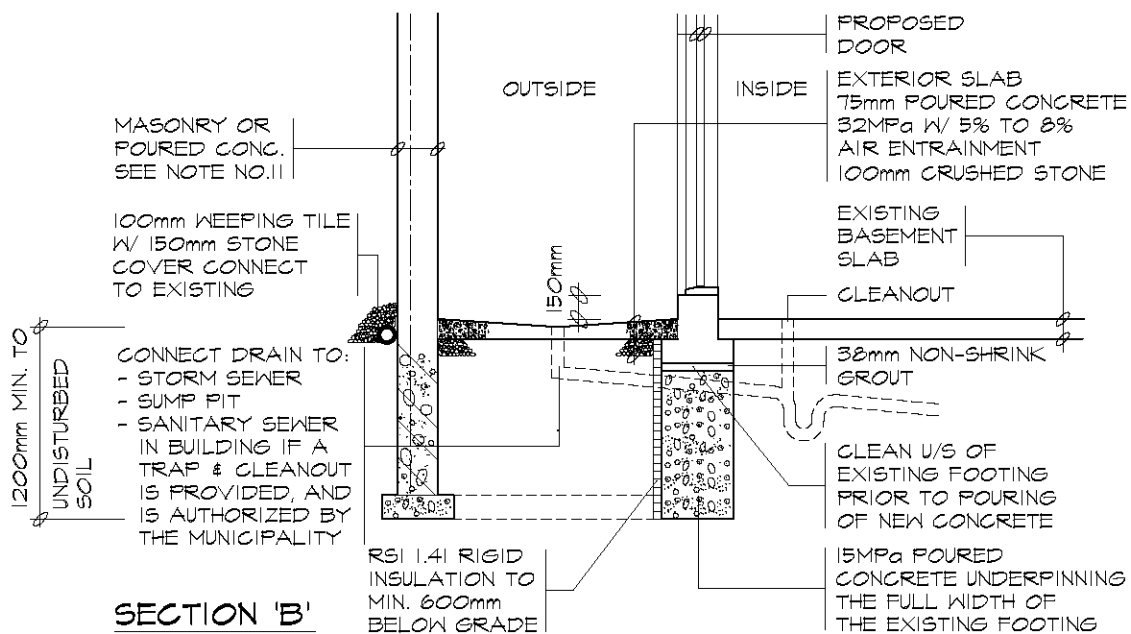 PROPOSED
DOOR
OUTSIDE
INSIDE
EXTERIOR SLAB
75mm POURED CONCRETE
32MPa W/ 5% TO 8%
AIR ENTRAINMENT
100mm CRUSHED STONE
MASONRY OR
POURED CONC.
SEE NOTE NO.11
100mm WEEPING TILE
W/ 150mm STONE
COVER CONNECT
TO EXISTING
150mm
EXISTING
BASEMENT
SLAB
CLEANOUT
1200mm MIN. TO
UNDISTURBED
SOIL
CONNECT DRAIN TO:
- STORM SEWER
- SUMP PIT
- SANITARY SEWER
IN BUILDING IF A
TRAP & CLEANOUT
IS PROVIDED, AND
IS AUTHORIZED BY
THE MUNICIPALITY
38mm NON-SHRINK
GROUT
CLEAN U/S OF
EXISTING FOOTING
PRIOR TO POURING
OF NEW CONCRETE
RSI 1.41 RIGID
INSULATION TO
MIN. 600mm
BELOW GRADE
15MPa POURED
CONCRETE UNDERPINNING
THE FULL WIDTH OF
THE EXISTING FOOTING
SECTION 'B'